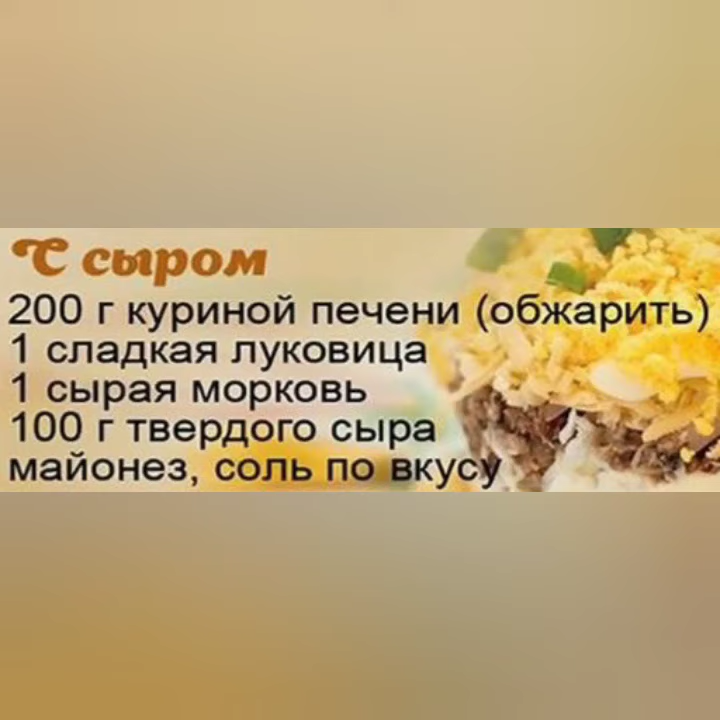 С сыром
200 г куриной печени (обжарить)
1 сладкая луковица
1 сырая морковь
100 г твердого сыра
майонез, соль по вкусу